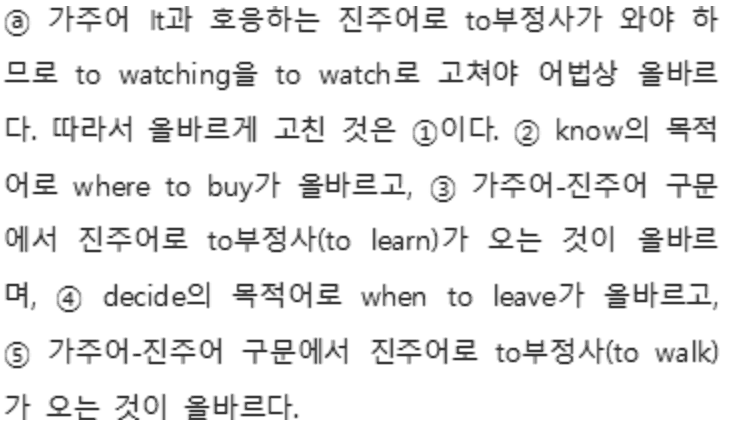 ⓐ 가주어 It과 호응하는 진주어로 to부정사가 와야 하
므로 to watching을 to watch로 고쳐야 어법상 올바르
다. 따라서 올바르게 고친 것은 ①이다. ② know의 목적
어로 where to buy가 올바르고, ③ 가주어-진주어 구문
에서 진주어로 to부정사(to learn)가 오는 것이 올바르
며, ④ decide의 목적어로 when to leave가 올바르고,
⑤ 가주어-진주어 구문에서 진주어로 to부정사(to walk)
가 오는 것이 올바르다.